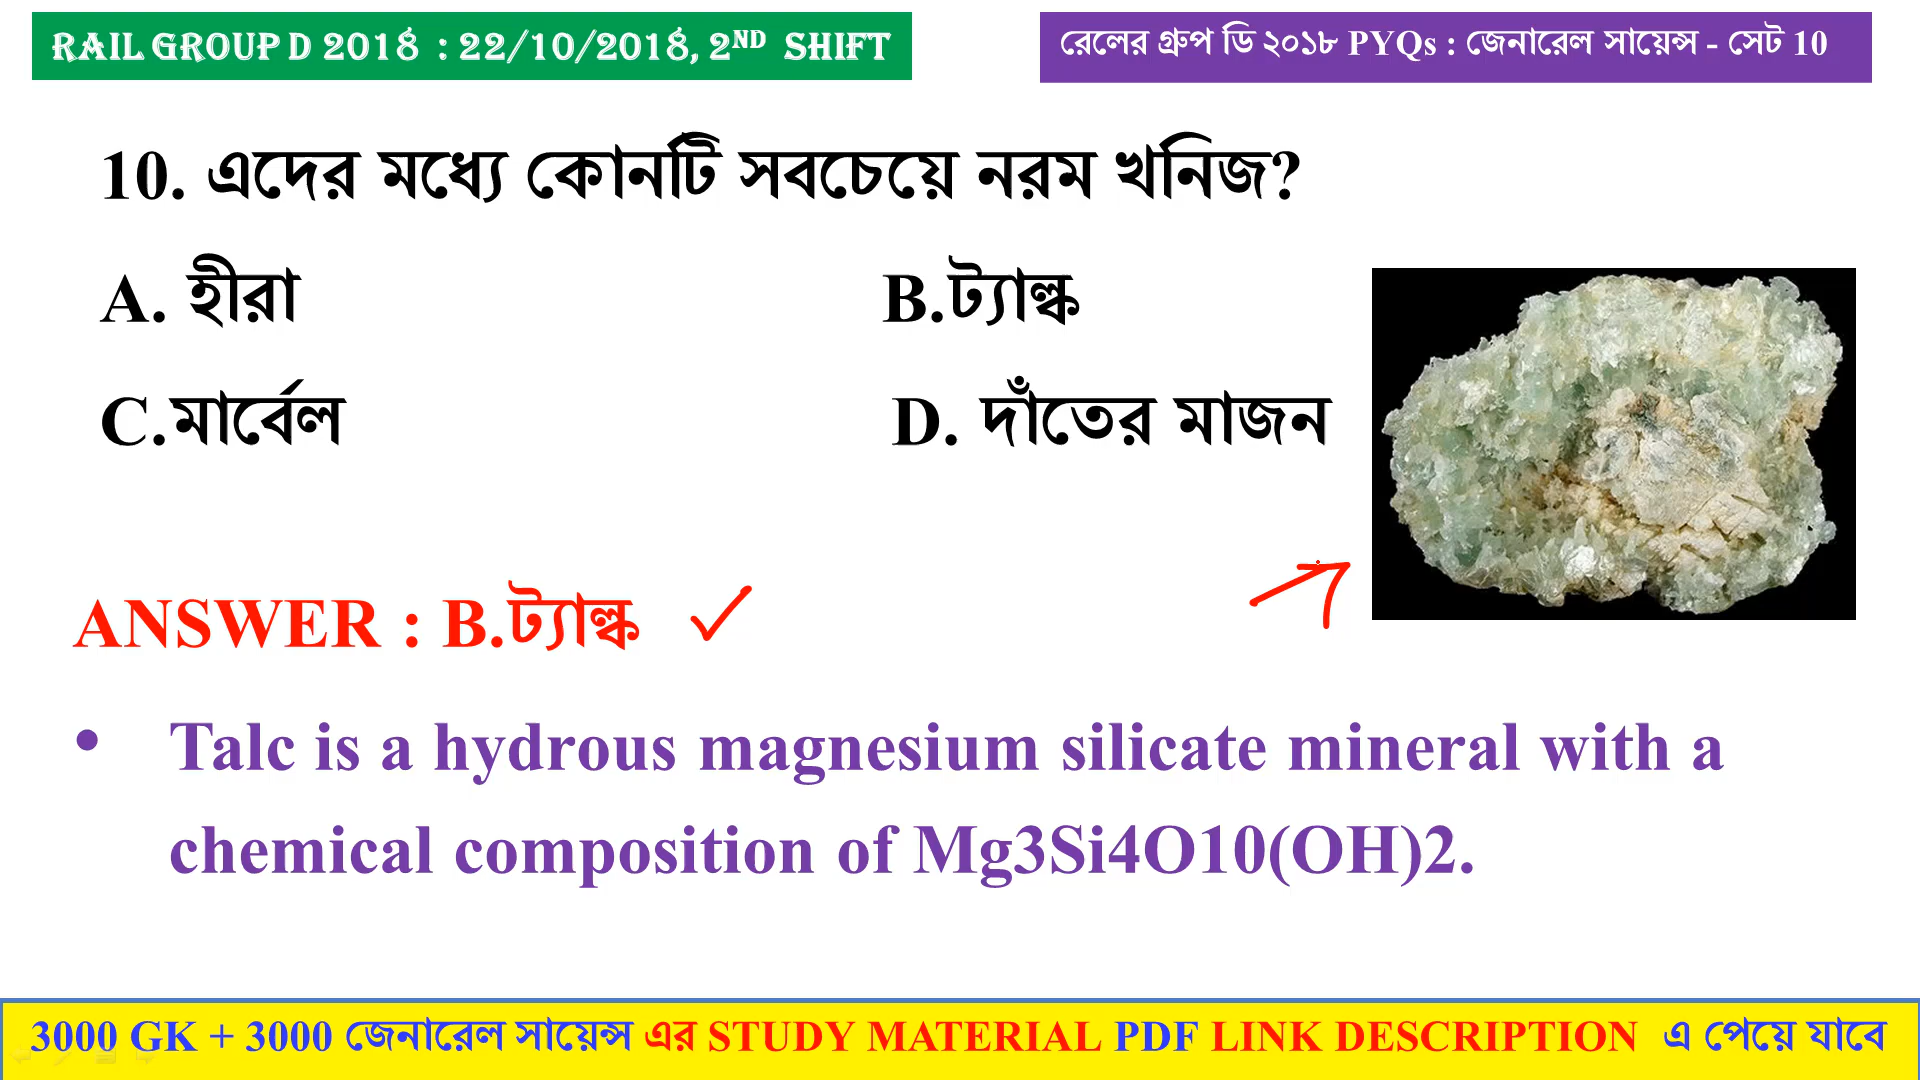 RAIL GROUP D 2018 : 22/10/2018, 2ND SHIFT
রেলের গ্রুপ ডি ২০১৮ PYQs : জেনারেল সায়েন্স - সেট 10
10. এদের মধ্যে কোনটি সবচেয়ে নরম খনিজ?
A. হীরা B.ট্যাল্ক
C.মার্বেল D. দাঁতের মাজন
ANSWER : B.ট্যাল্ক
• Talc is a hydrous magnesium silicate mineral with a
chemical composition of Mg3Si4O10(OH)2.
3000 GK + 3000 জেনারেল সায়েন্স এর STUDY MATERIAL PDF LINK DESCRIPTION এ পেয়ে যাবে